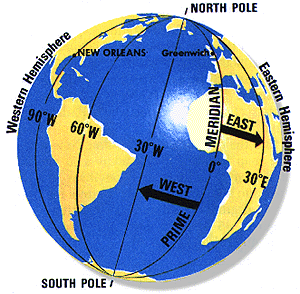 NORTH POLE
NEW ORLEANS
Greenwich
Western Hemisphere
Eastern Hemisphere
MERIDIAN
EAST
90°W
60°W
30°W
0°
30°E
WEST
PRIME
SOUTH POLE